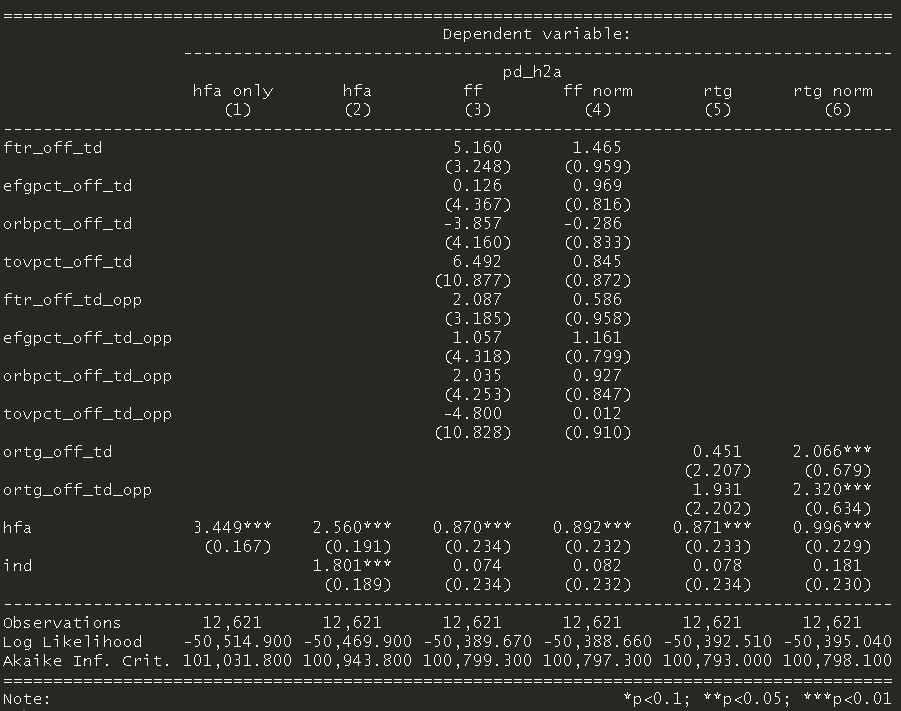 =========================================================================================
Dependent variable:
-----------------------------------------------------------------------
pd_h2a
hfa only hfa ff ff norm rtg rtg norm
(1) (2) (3) (4) (5) (6)
-----------------------------------------------------------------------------------------
ftr_off_td 5.160 1.465
(3.248) (0.959)
efgpct_off_td 0.126 0.969
(4.367) (0.816)
orbpct_off_td -3.857 -0.286
(4.160) (0.833)
tovpct_off_td 6.492 0.845
(10.877) (0.872)
ftr_off_td_opp 2.087 0.586
(3.185) (0.958)
efgpct_off_td_opp 1.057 1.161
(4.318) (0.799)
orbpct_off_td_opp 2.035 0.927
(4.253) (0.847)
tovpct_off_td_opp -4.800 0.012
(10.828) (0.910)
ortg_off_td 0.451 2.066***
(2.207) (0.679)
ortg_off_td_opp 1.931 2.320***
(2.202) (0.634)
hfa 3.449*** 2.560*** 0.870*** 0.892*** 0.871*** 0.996***
(0.167) (0.191) (0.234) (0.232) (0.233) (0.229)
ind 1.801*** 0.074 0.082 0.078 0.181
(0.189) (0.234) (0.232) (0.234) (0.230)
-----------------------------------------------------------------------------------------
Observations 12,621 12,621 12,621 12,621 12,621 12,621
Log Likelihood -50,514.900 -50,469.900 -50,389.670 -50,388.660 -50,392.510 -50,395.040
Akaike Inf. Crit. 101,031.800 100,943.800 100,799.300 100,797.300 100,793.000 100,798.100
=========================================================================================
Note: *p<0.1; **p<0.05; ***p<0.01